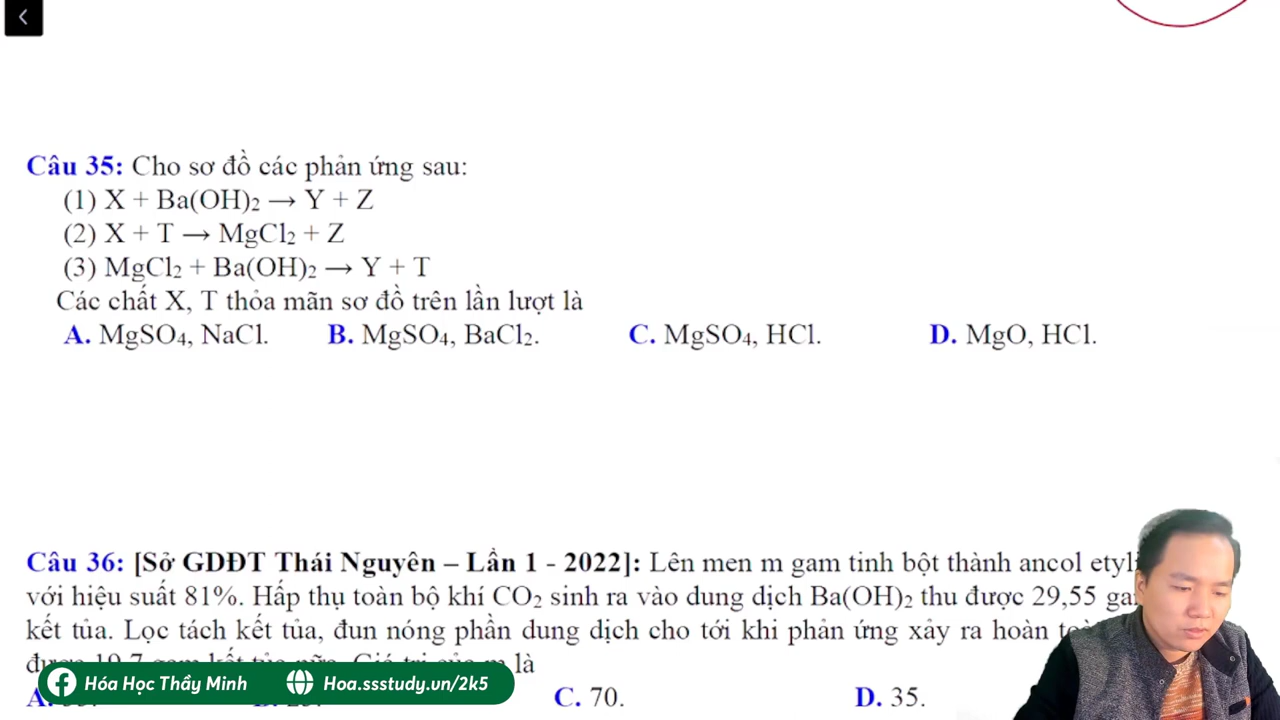 Câu 35: Cho sơ đồ các phản ứng sau:
(1) X + Ba(OH)₂ → Y + Z
(2) X + T → MgCl₂ + Z
(3) MgCl₂ + Ba(OH)₂ → Y + T
Các chất X, T thỏa mãn sơ đồ trên lần lượt là
A. MgSO₄, NaCl. B. MgSO₄, BaCl₂. C. MgSO₄, HCl. D. MgO, HCl.
Câu 36: [Sở GDĐT Thái Nguyên – Lần 1 - 2022]: Lên men m gam tinh bột thành ancol
với hiệu suất 81%. Hấp thụ toàn bộ khí CO₂ sinh ra vào dung dịch Ba(OH)₂ thu được 29,55
kết tủa. Lọc tách kết tủa, đun nóng phần dung dịch cho tới khi phản ứng xảy ra hoàn
là
C. 70. D. 35.
Hóa Học Thầy Minh Hoa.ssstudy.vn/2k5